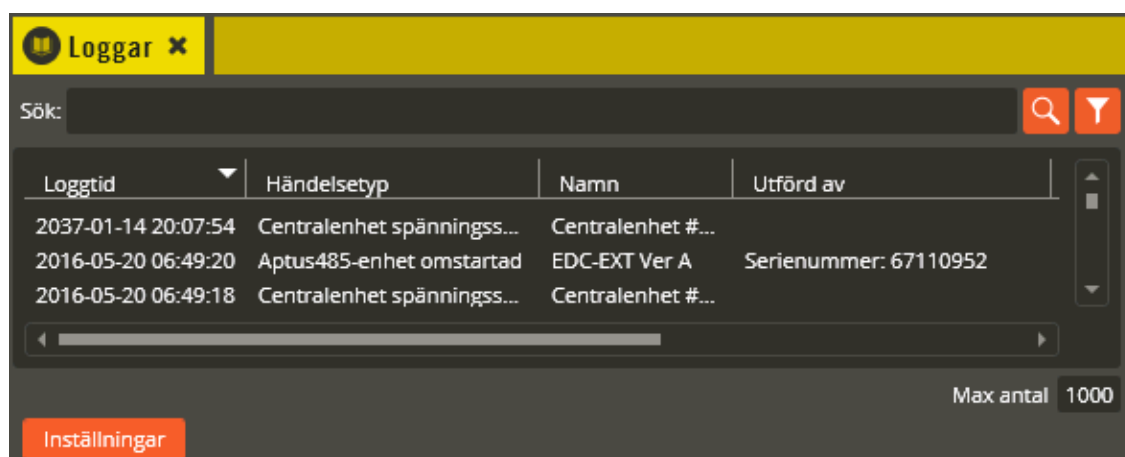 Loggar
Sök:
Loggtid Händelsetyp Namn Utförd av
2037-01-14 20:07:54 Centralenhet spänningss... Centralenhet #...
2016-05-20 06:49:20 Aptus485-enhet omstartad EDC-EXT Ver A Serienummer: 67110952
2016-05-20 06:49:18 Centralenhet spänningss... Centralenhet #...
Max antal 1000
Inställningar